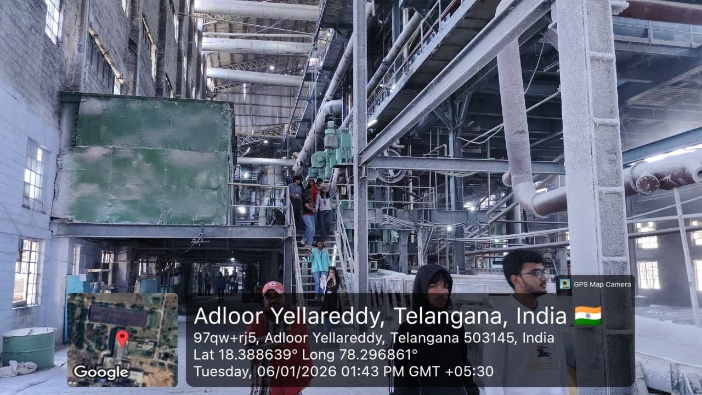 GPS Map Camera
Adloor Yellareddy, Telangana, India
97qw+rj5, Adloor Yellareddy, Telangana 503145, India
Lat 18.388639° Long 78.296861°
Tuesday, 06/01/2026 01:43 PM GMT +05:30
Google